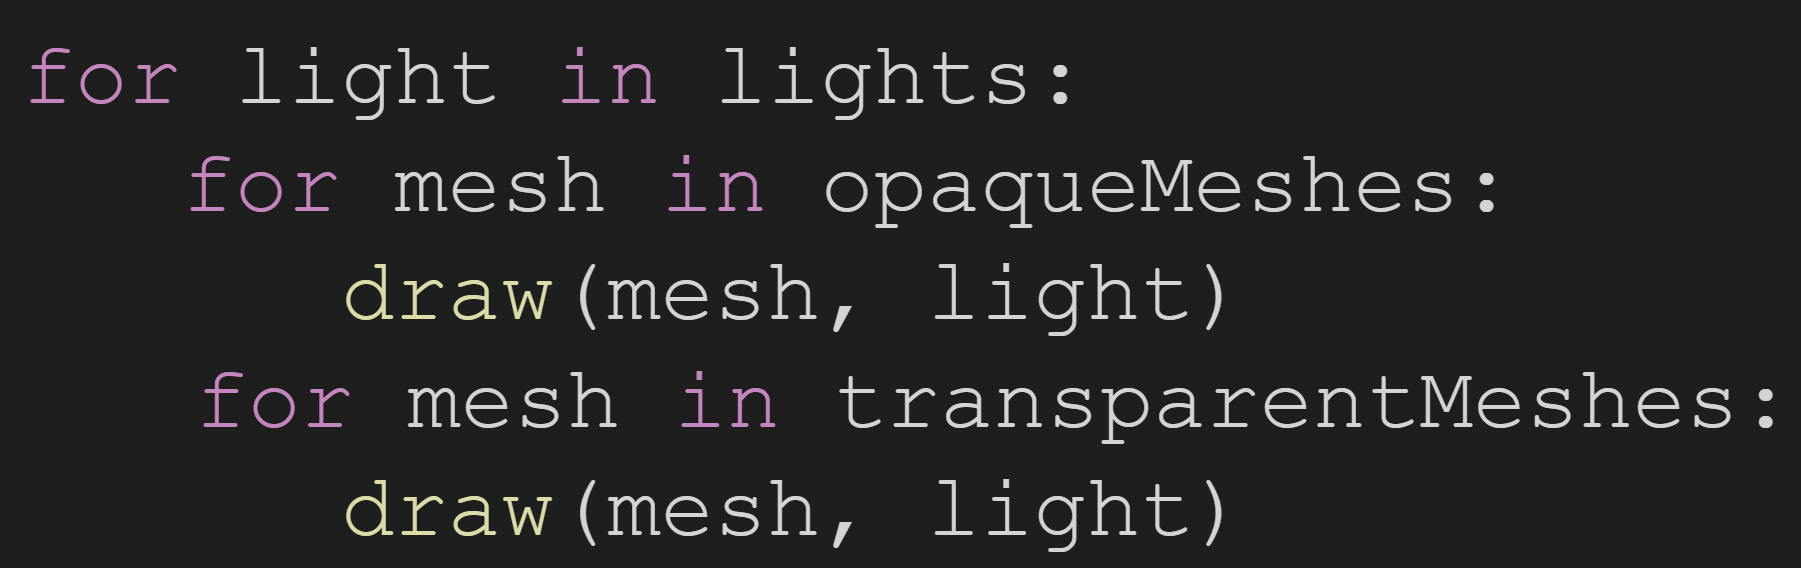 for light in lights:
   for mesh in opaqueMeshes:
      draw(mesh, light)
   for mesh in transparentMeshes:
      draw(mesh, light)